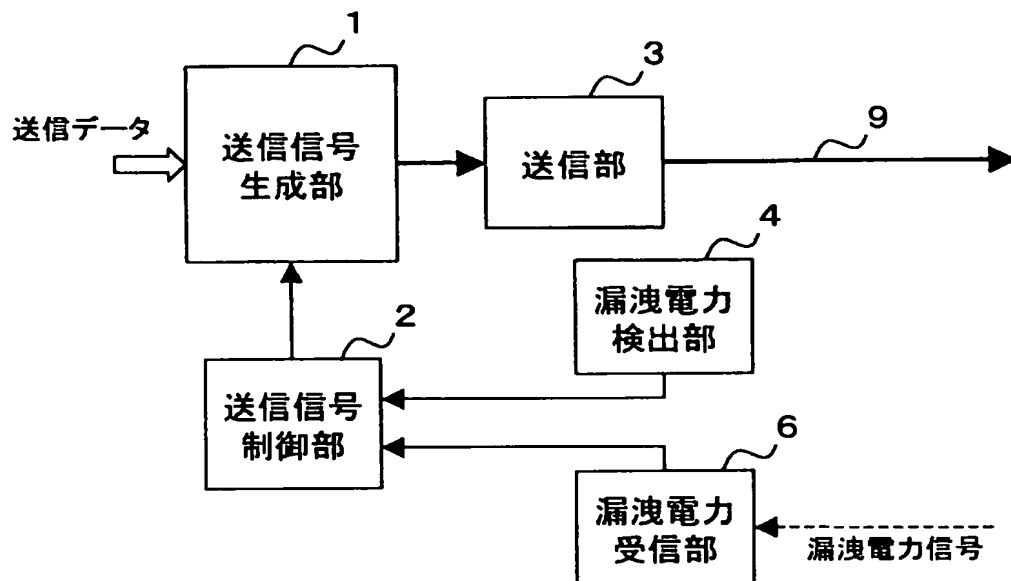 1
3
送信データ
9
送信信号
生成部
送信部
4
漏洩電力
検出部
2
送信信号
制御部
6
漏洩電力
受信部
漏洩電力信号